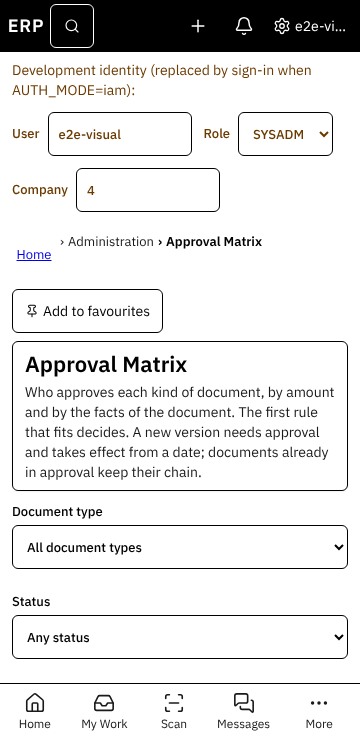 ERP e2e-vi...
Development identity (replaced by sign-in when
AUTH_MODE=iam):
User e2e-visual Role SYSADM
Company 4
Home › Administration › Approval Matrix
Add to favourites
Approval Matrix
Who approves each kind of document, by amount
and by the facts of the document. The first rule
that fits decides. A new version needs approval
and takes effect from a date; documents already
in approval keep their chain.
Document type
All document types
Status
Any status
Home My Work Scan Messages More